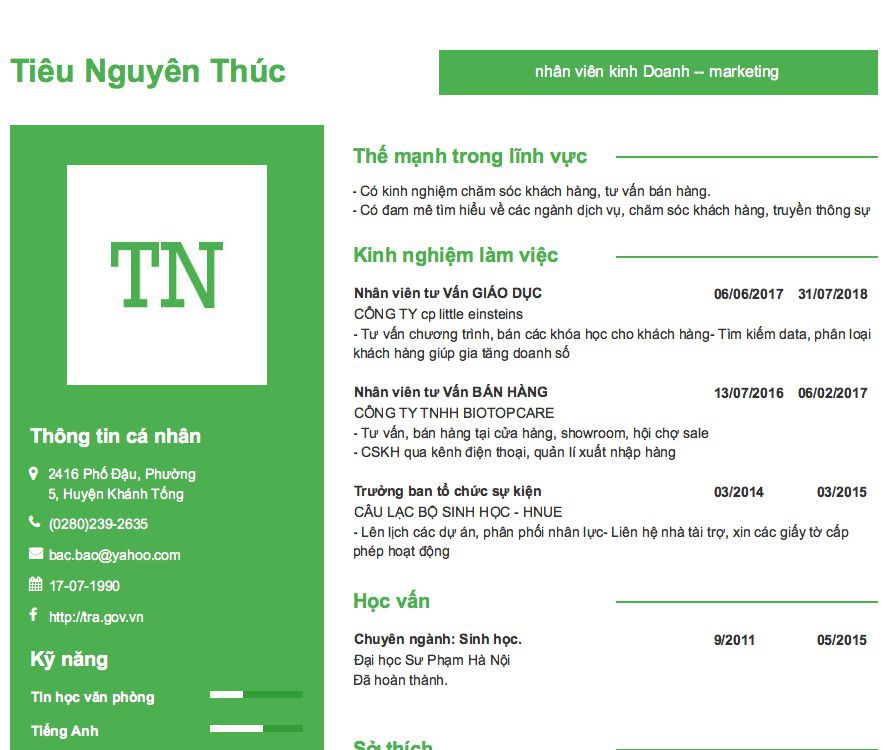 Tiêu Nguyên Thúc
nhân viên kinh Doanh -- marketing
TN
Thông tin cá nhân
2416 Phố Đậu, Phường
5, Huyện Khánh Tống
(0280)239-2635
bac.bao@yahoo.com
17-07-1990
http://tra.gov.vn
Kỹ năng
Tin học văn phòng
Tiếng Anh
Thế mạnh trong lĩnh vực
- Có kinh nghiệm chăm sóc khách hàng, tư vấn bán hàng.
- Có đam mê tìm hiểu về các ngành dịch vụ, chăm sóc khách hàng, truyền thông sự
Kinh nghiệm làm việc
Nhân viên tư Vấn GIÁO DỤC 06/06/2017 31/07/2018
CÔNG TY cp little einsteins
- Tư vấn chương trình, bán các khóa học cho khách hàng- Tìm kiếm data, phân loại
khách hàng giúp gia tăng doanh số
Nhân viên tư Vấn BÁN HÀNG 13/07/2016 06/02/2017
CÔNG TY TNHH BIOTOPCARE
- Tư vấn, bán hàng tại cửa hàng, showroom, hội chợ sale
- CSKH qua kênh điện thoại, quản lí xuất nhập hàng
Trưởng ban tổ chức sự kiện 03/2014 03/2015
CÂU LẠC BỘ SINH HỌC - HNUE
- Lên lịch các dự án, phân phối nhân lực- Liên hệ nhà tài trợ, xin các giấy tờ cấp
phép hoạt động
Học vấn
Chuyên ngành: Sinh học. 9/2011 05/2015
Đại học Sư Phạm Hà Nội
Đã hoàn thành.
Sở thích